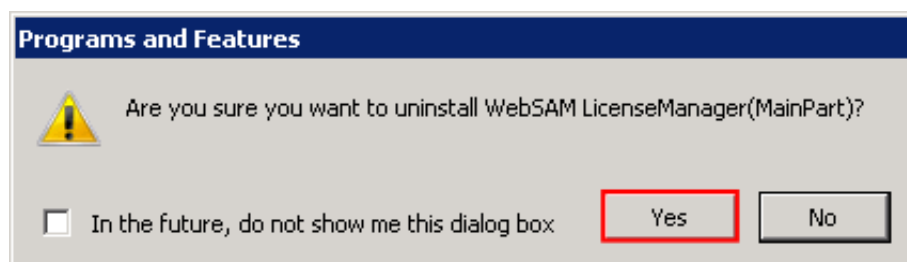 Programs and Features
Are you sure you want to uninstall WebSAM LicenseManager(MainPart)?
In the future, do not show me this dialog box
Yes
No